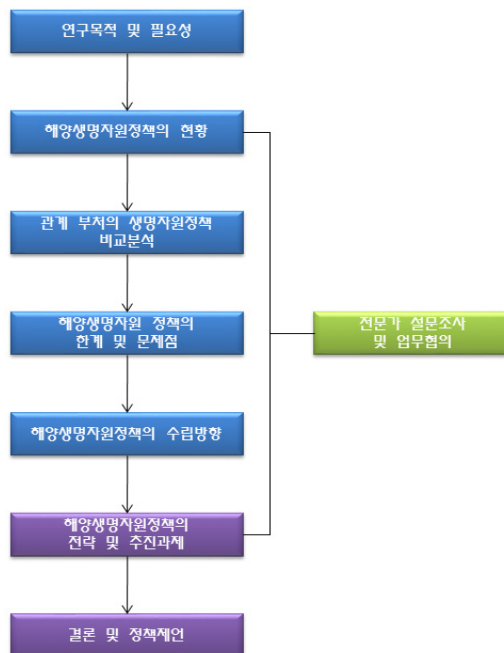 연구목적 및 필요성
해양생명자원정책의 현황
관계 부처의 생명자원정책
비교분석
해양생명자원 정책의
한계 및 문제점
전문가 설문조사
및 업무협의
해양생명자원정책의 수립방향
해양생명자원정책의
전략 및 추진과제
결론 및 정책제언